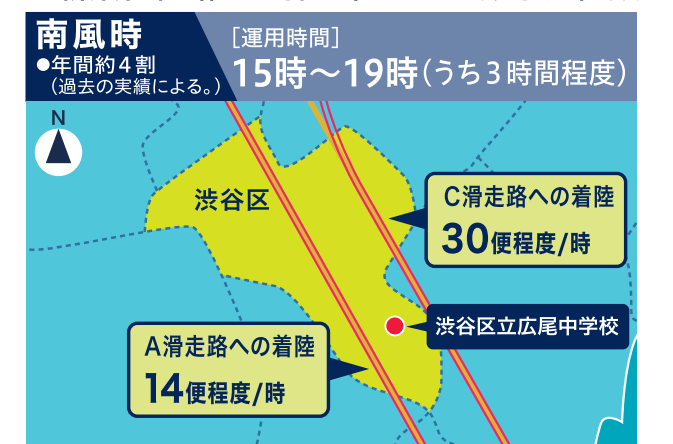 南風時
●年間約4割
（過去の実績による。）
［運用時間］
15時〜19時（うち3時間程度）
N
渋谷区
C滑走路への着陸
30便程度/時
渋谷区立広尾中学校
A滑走路への着陸
14便程度/時